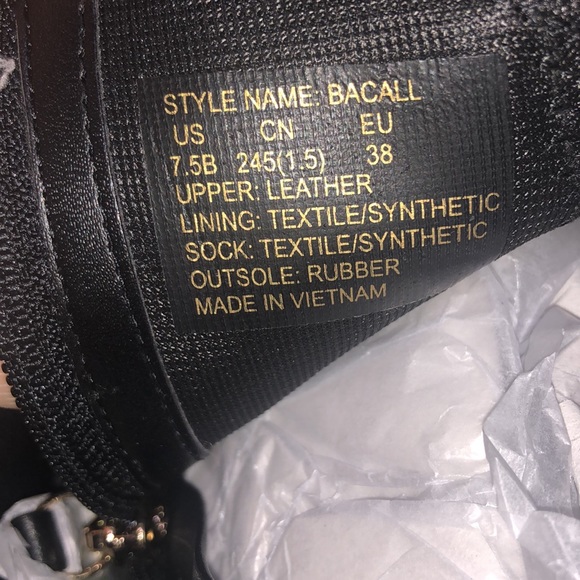 STYLE NAME: BACALL
US CN EU
7.5B 245(1.5) 38
UPPER: LEATHER
LINING: TEXTILE/SYNTHETIC
SOCK: TEXTILE/SYNTHETIC
OUTSOLE: RUBBER
MADE IN VIETNAM